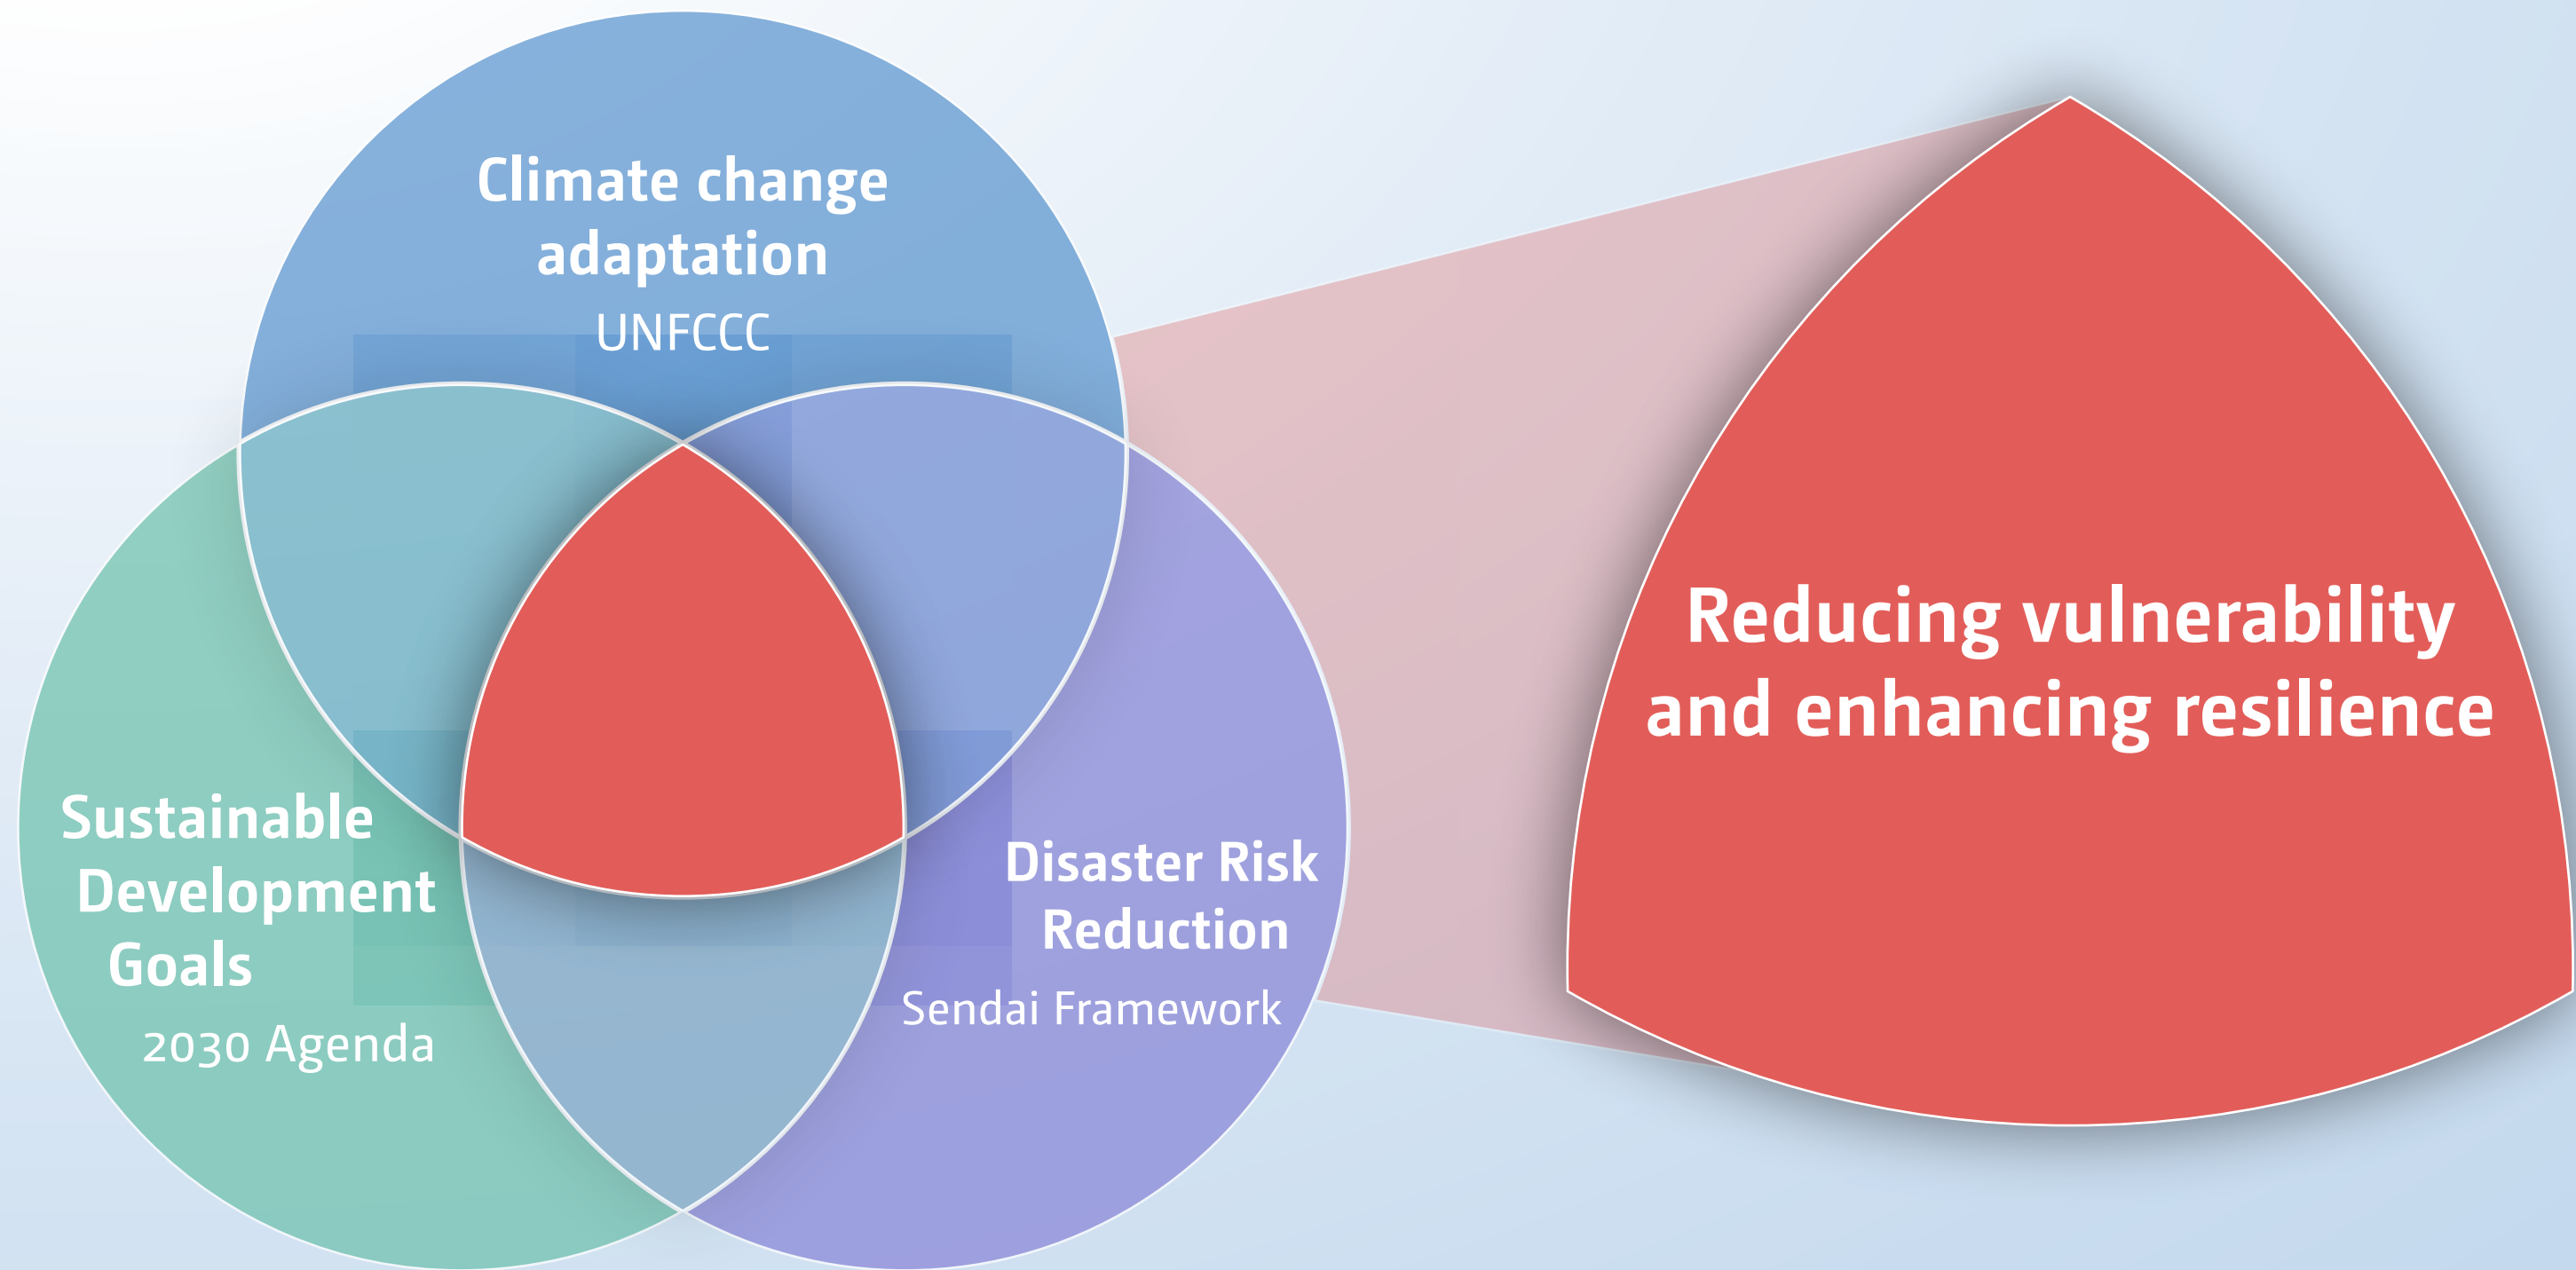 Climate change
adaptation
UNFCCC
Sustainable
Development
Goals
2030 Agenda
Disaster Risk
Reduction
Sendai Framework
Reducing vulnerability
and enhancing resilience